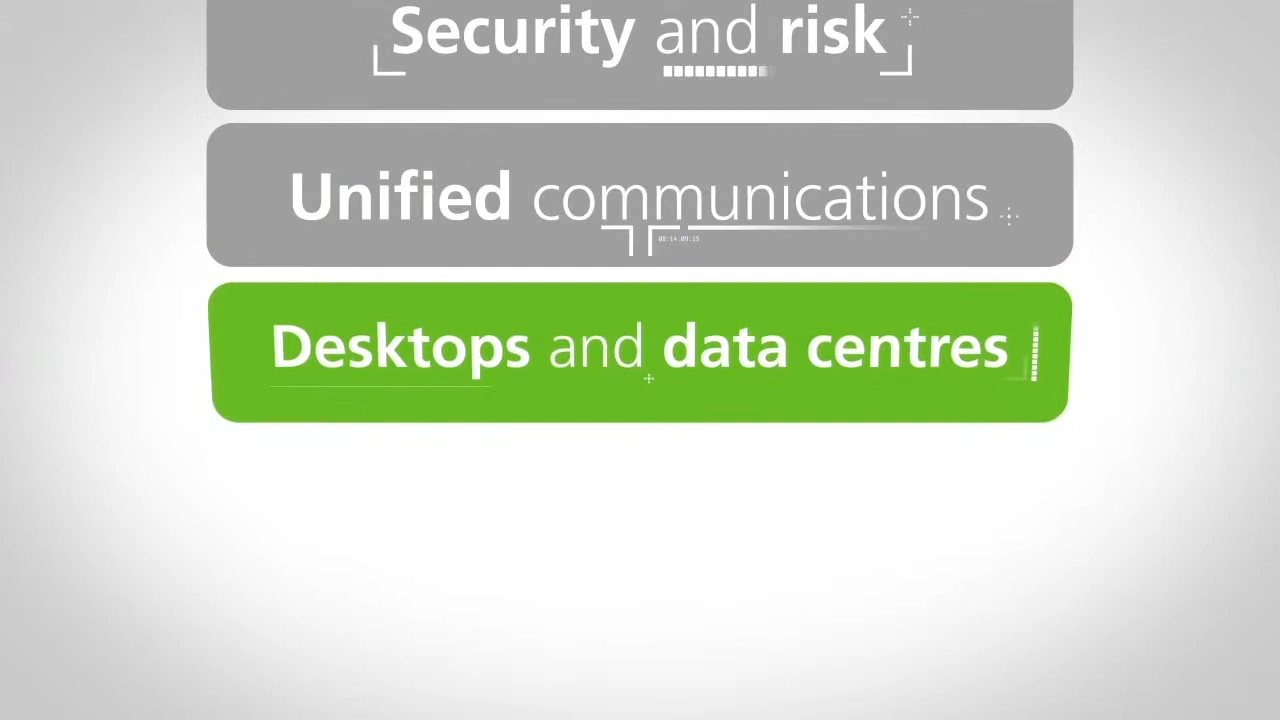 Security and risk
Unified communications
Desktops and data centres